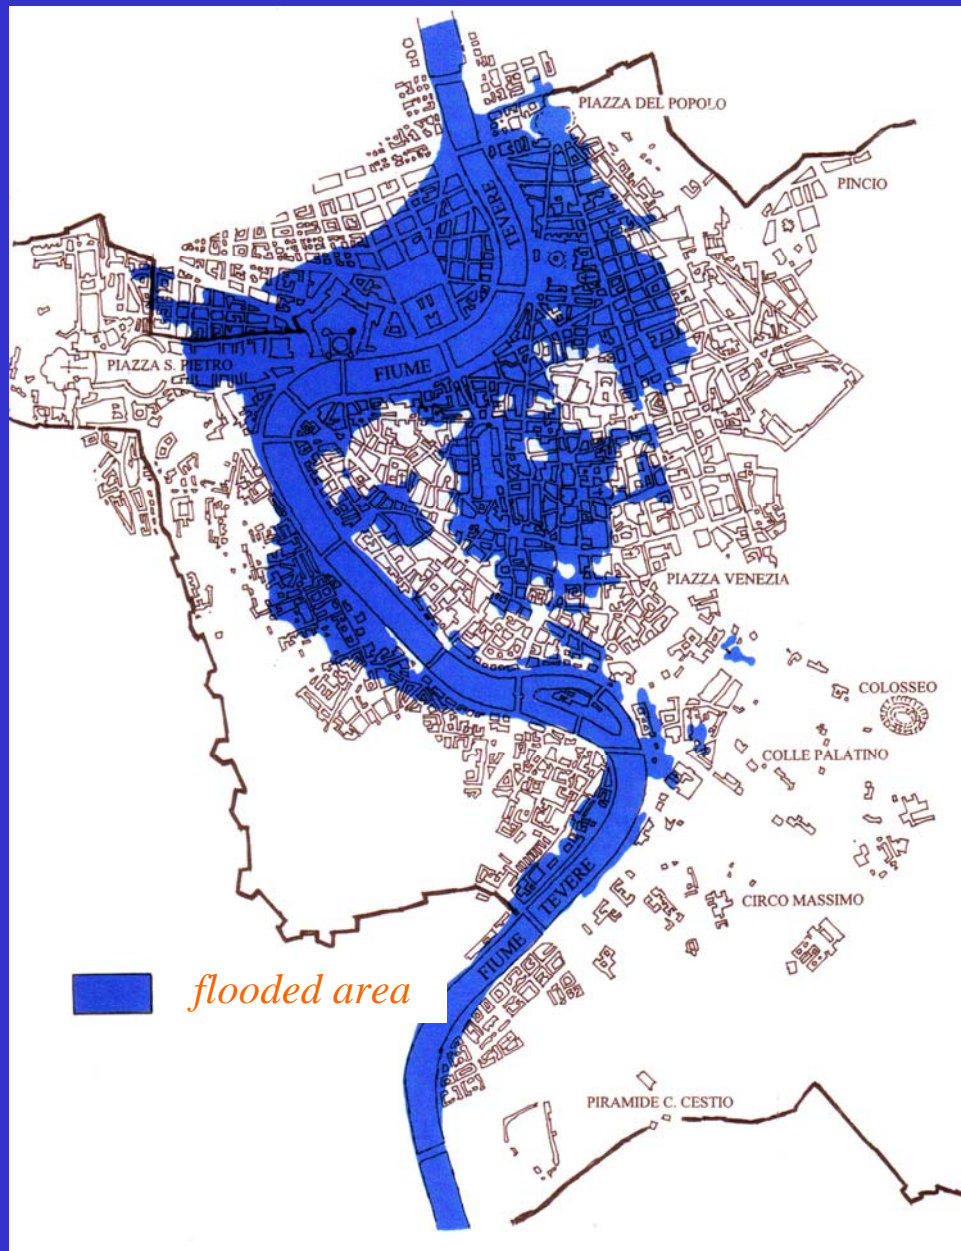 PIAZZA DEL POPOLO
PINCIO
TEVERE
PIAZZA S. PIETRO
FIUME
PIAZZA VENEZIA
COLOSSEO
COLLE PALATINO
TEVERE
CIRCO MASSIMO
FIUME
flooded area
PIRAMIDE C. CESTIO